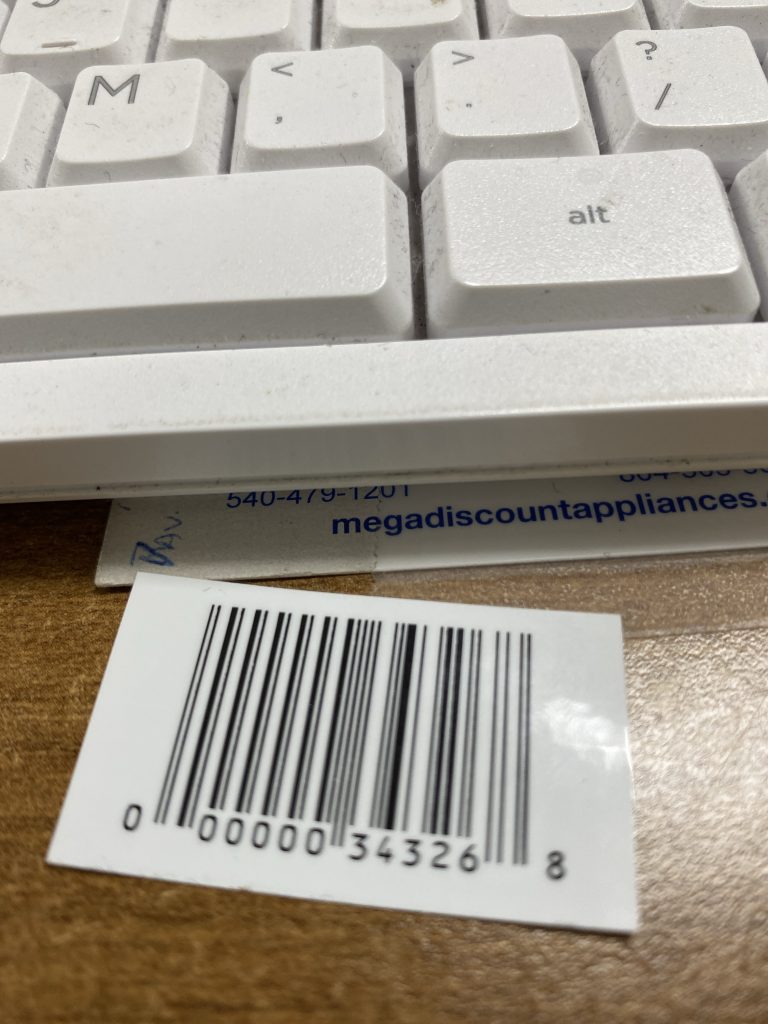 M < , > . ? /
alt
540-479-1201
megadiscountappliances.
0 00000 34326 8